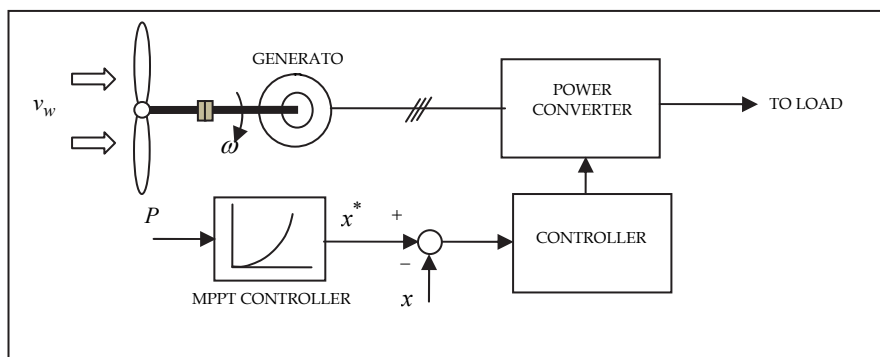 GENERATO
v_w
ω
POWER
CONVERTER
TO LOAD
P
x*
+
−
x
CONTROLLER
MPPT CONTROLLER